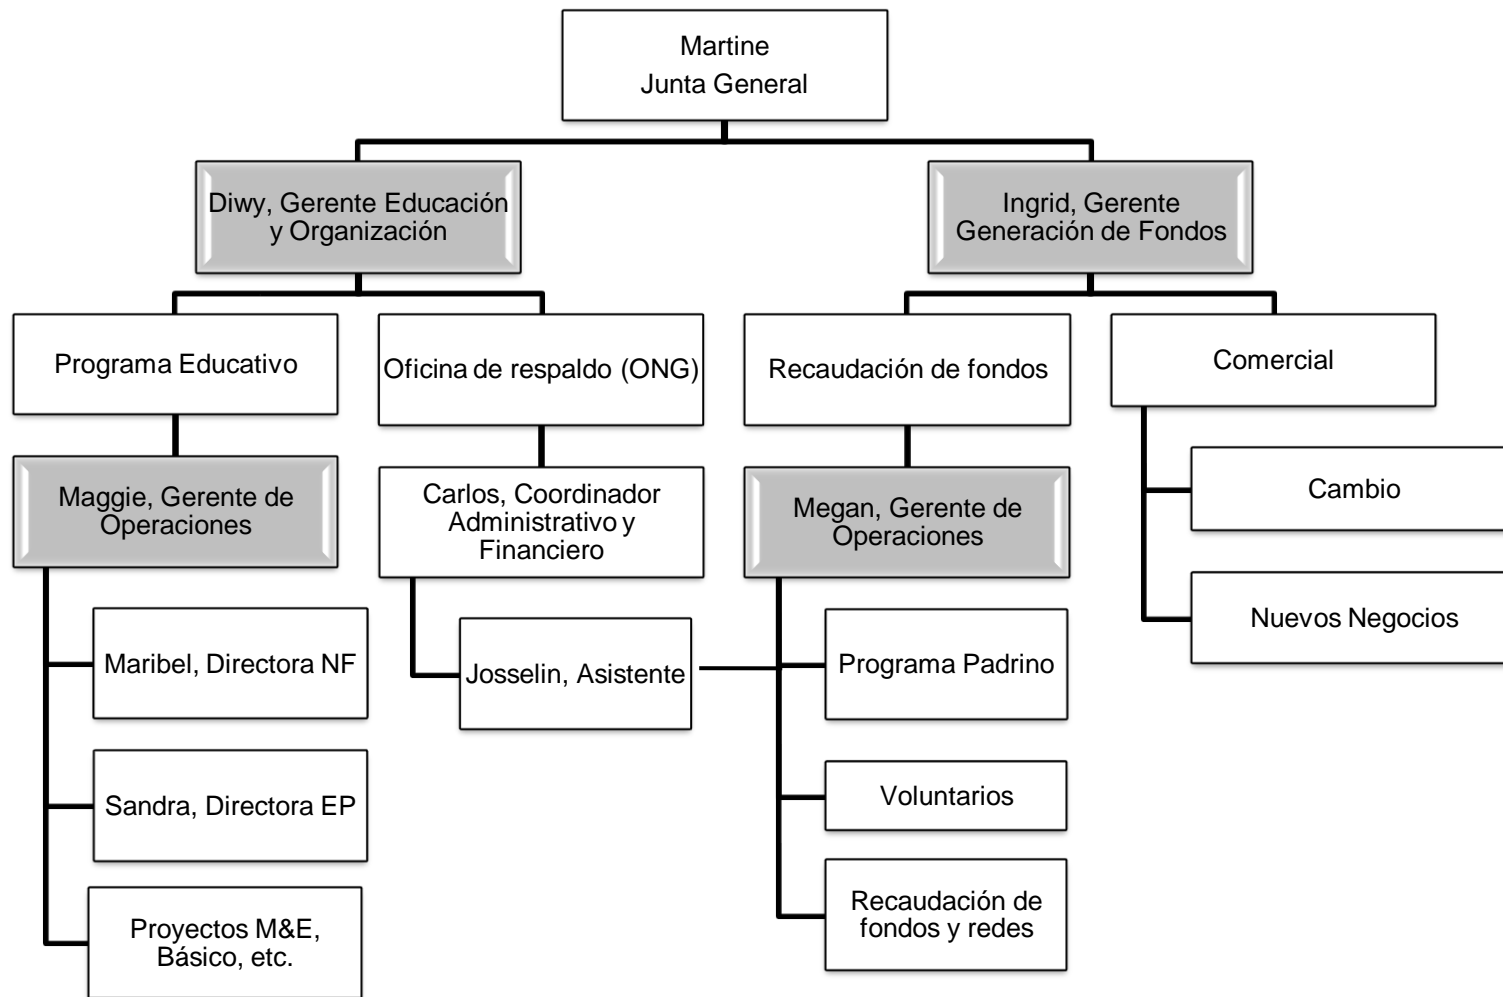 Martine
Junta General
Diwy, Gerente Educación
y Organización
Ingrid, Gerente
Generación de Fondos
Programa Educativo
Oficina de respaldo (ONG)
Recaudación de fondos
Comercial
Maggie, Gerente de
Operaciones
Carlos, Coordinador
Administrativo y
Financiero
Megan, Gerente de
Operaciones
Cambio
Nuevos Negocios
Maribel, Directora NF
Josselin, Asistente
Programa Padrino
Sandra, Directora EP
Voluntarios
Proyectos M&E,
Básico, etc.
Recaudación de
fondos y redes